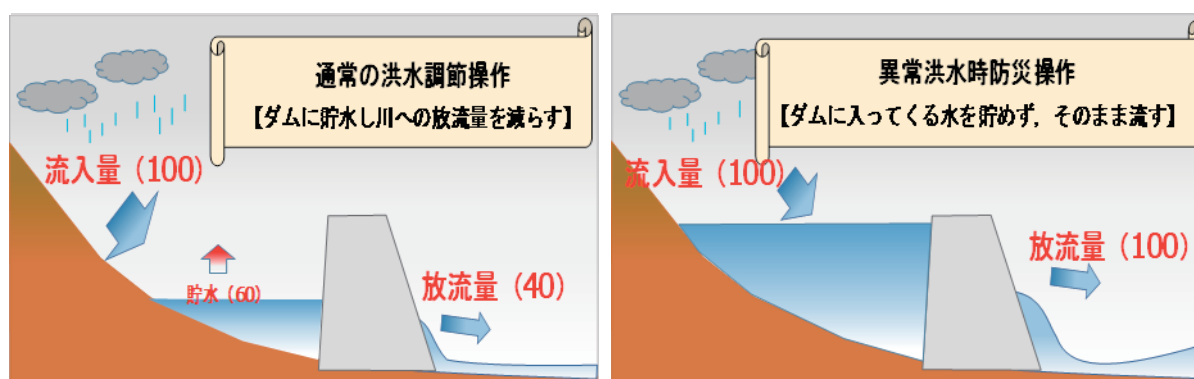 通常の洪水調節操作
【ダムに貯水し川への放流量を減らす】
流入量（100）
貯水（60）
放流量（40）
異常洪水時防災操作
【ダムに入ってくる水を貯めず，そのまま流す】
流入量（100）
放流量（100）